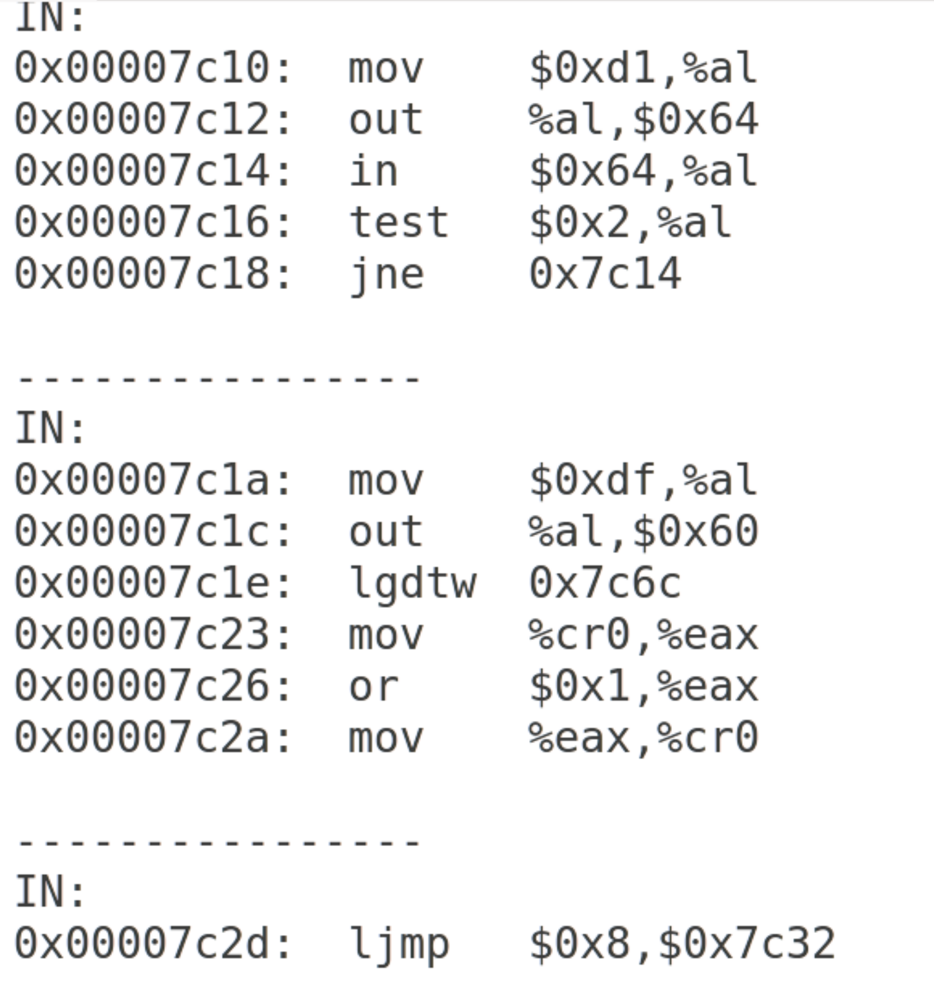 IN:
0x00007c10:  mov    $0xd1,%al
0x00007c12:  out    %al,$0x64
0x00007c14:  in     $0x64,%al
0x00007c16:  test   $0x2,%al
0x00007c18:  jne    0x7c14
-----------------
IN:
0x00007c1a:  mov    $0xdf,%al
0x00007c1c:  out    %al,$0x60
0x00007c1e:  lgdtw  0x7c6c
0x00007c23:  mov    %cr0,%eax
0x00007c26:  or     $0x1,%eax
0x00007c2a:  mov    %eax,%cr0
----------------
IN:
0x00007c2d:  ljmp   $0x8,$0x7c32